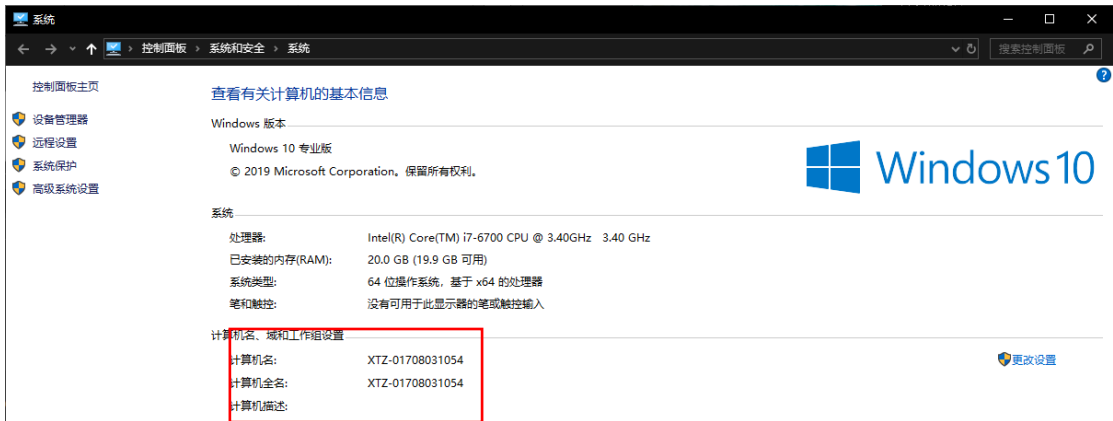 系统
控制面板 › 系统和安全 › 系统
搜索控制面板
控制面板主页
设备管理器
远程设置
系统保护
高级系统设置
查看有关计算机的基本信息
Windows 版本
Windows 10 专业版
© 2019 Microsoft Corporation。保留所有权利。
Windows 10
系统
处理器: Intel(R) Core(TM) i7-6700 CPU @ 3.40GHz 3.40 GHz
已安装的内存(RAM): 20.0 GB (19.9 GB 可用)
系统类型: 64 位操作系统, 基于 x64 的处理器
笔和触控: 没有可用于此显示器的笔或触控输入
计算机名、域和工作组设置
计算机名: XTZ-01708031054
更改设置
计算机全名: XTZ-01708031054
计算机描述: